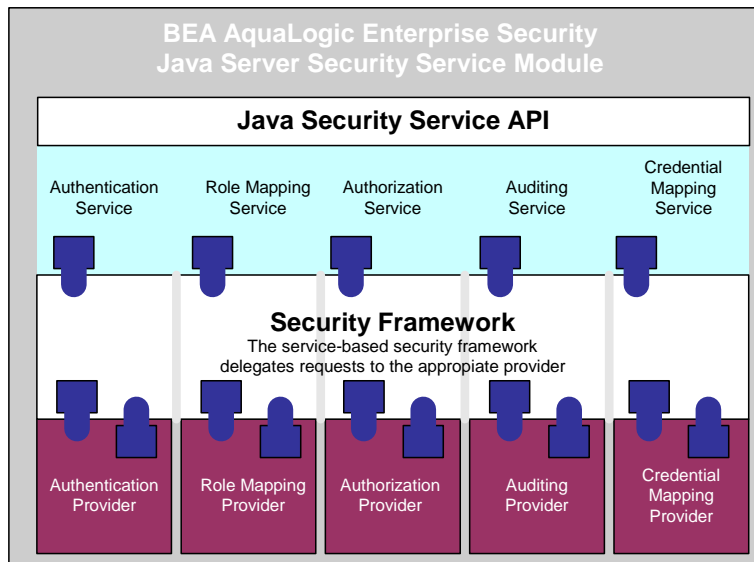 BEA AquaLogic Enterprise Security
Java Server Security Service Module
Java Security Service API
Authentication
Service
Role Mapping
Service
Authorization
Service
Auditing
Service
Credential
Mapping
Service
Security Framework
The service-based security framework
delegates requests to the appropiate provider
Authentication
Provider
Role Mapping
Provider
Authorization
Provider
Auditing
Provider
Credential
Mapping
Provider